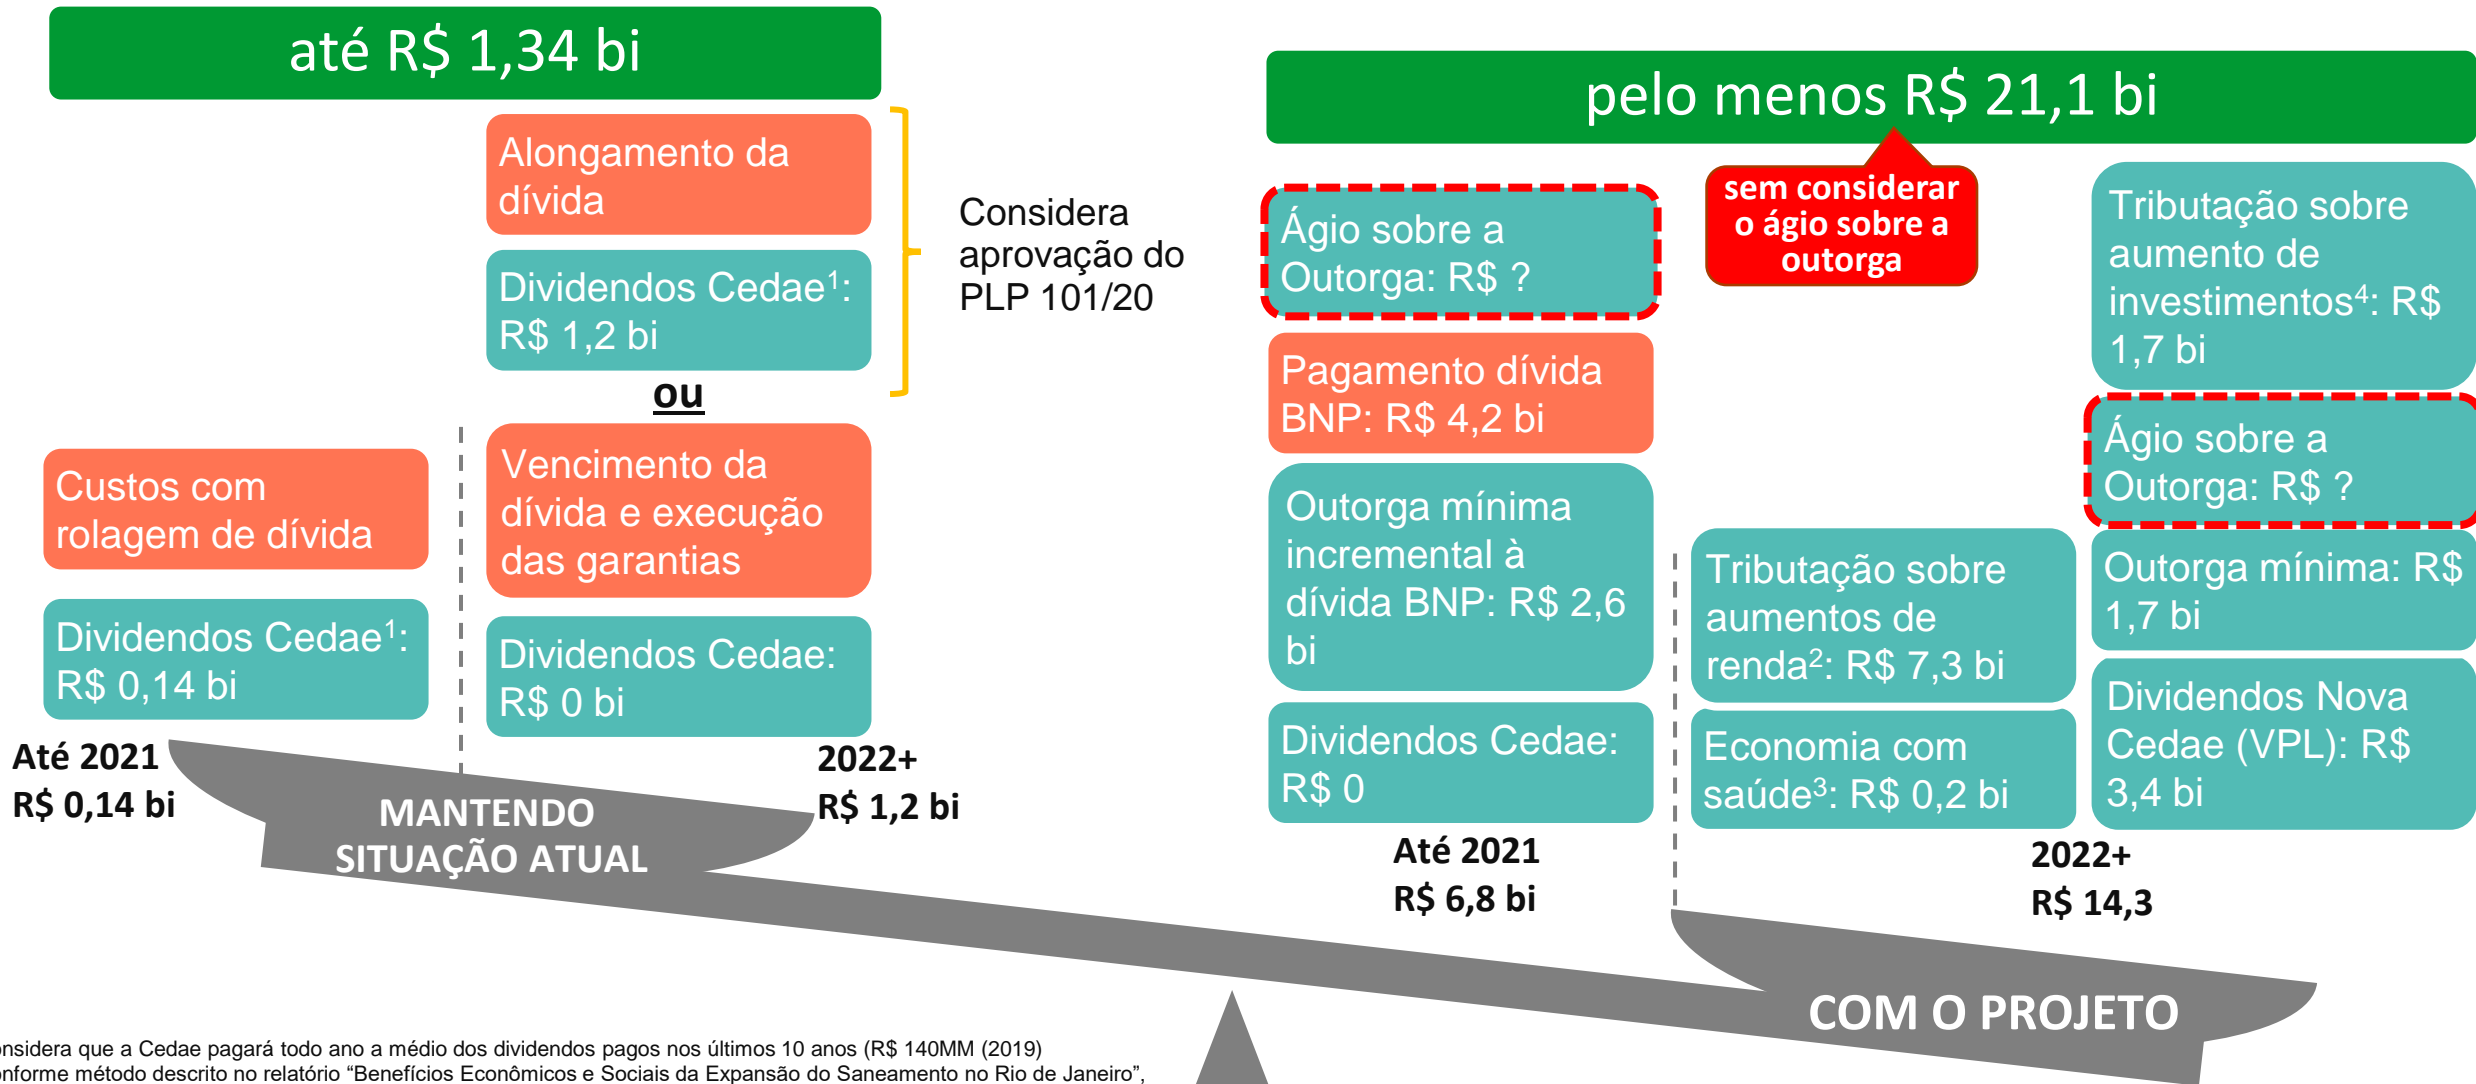 até R$ 1,34 bi
Alongamento da
dívida
Dividendos Cedae¹:
R$ 1,2 bi
Considera
aprovação do
PLP 101/20
ou
Custos com
rolagem de dívida
Vencimento da
dívida e execução
das garantias
Dividendos Cedae¹:
R$ 0,14 bi
Dividendos Cedae:
R$ 0 bi
Até 2021
R$ 0,14 bi
2022+
R$ 1,2 bi
MANTENDO
SITUAÇÃO ATUAL
pelo menos R$ 21,1 bi
sem considerar
o ágio sobre a
outorga
Ágio sobre a
Outorga: R$ ?
Pagamento dívida
BNP: R$ 4,2 bi
Outorga mínima
incremental à
dívida BNP: R$ 2,6
bi
Dividendos Cedae:
R$ 0
Tributação sobre
aumentos de
renda²: R$ 7,3 bi
Economia com
saúde³: R$ 0,2 bi
Tributação sobre
aumento de
investimentos⁴: R$
1,7 bi
Ágio sobre a
Outorga: R$ ?
Outorga mínima: R$
1,7 bi
Dividendos Nova
Cedae (VPL): R$
3,4 bi
Até 2021
R$ 6,8 bi
2022+
R$ 14,3
COM O PROJETO
onsidera que a Cedae pagará todo ano a médio dos dividendos pagos nos últimos 10 anos (R$ 140MM (2019)
onforme método descrito no relatório “Benefícios Econômicos e Sociais da Expansão do Saneamento no Rio de Janeiro”,